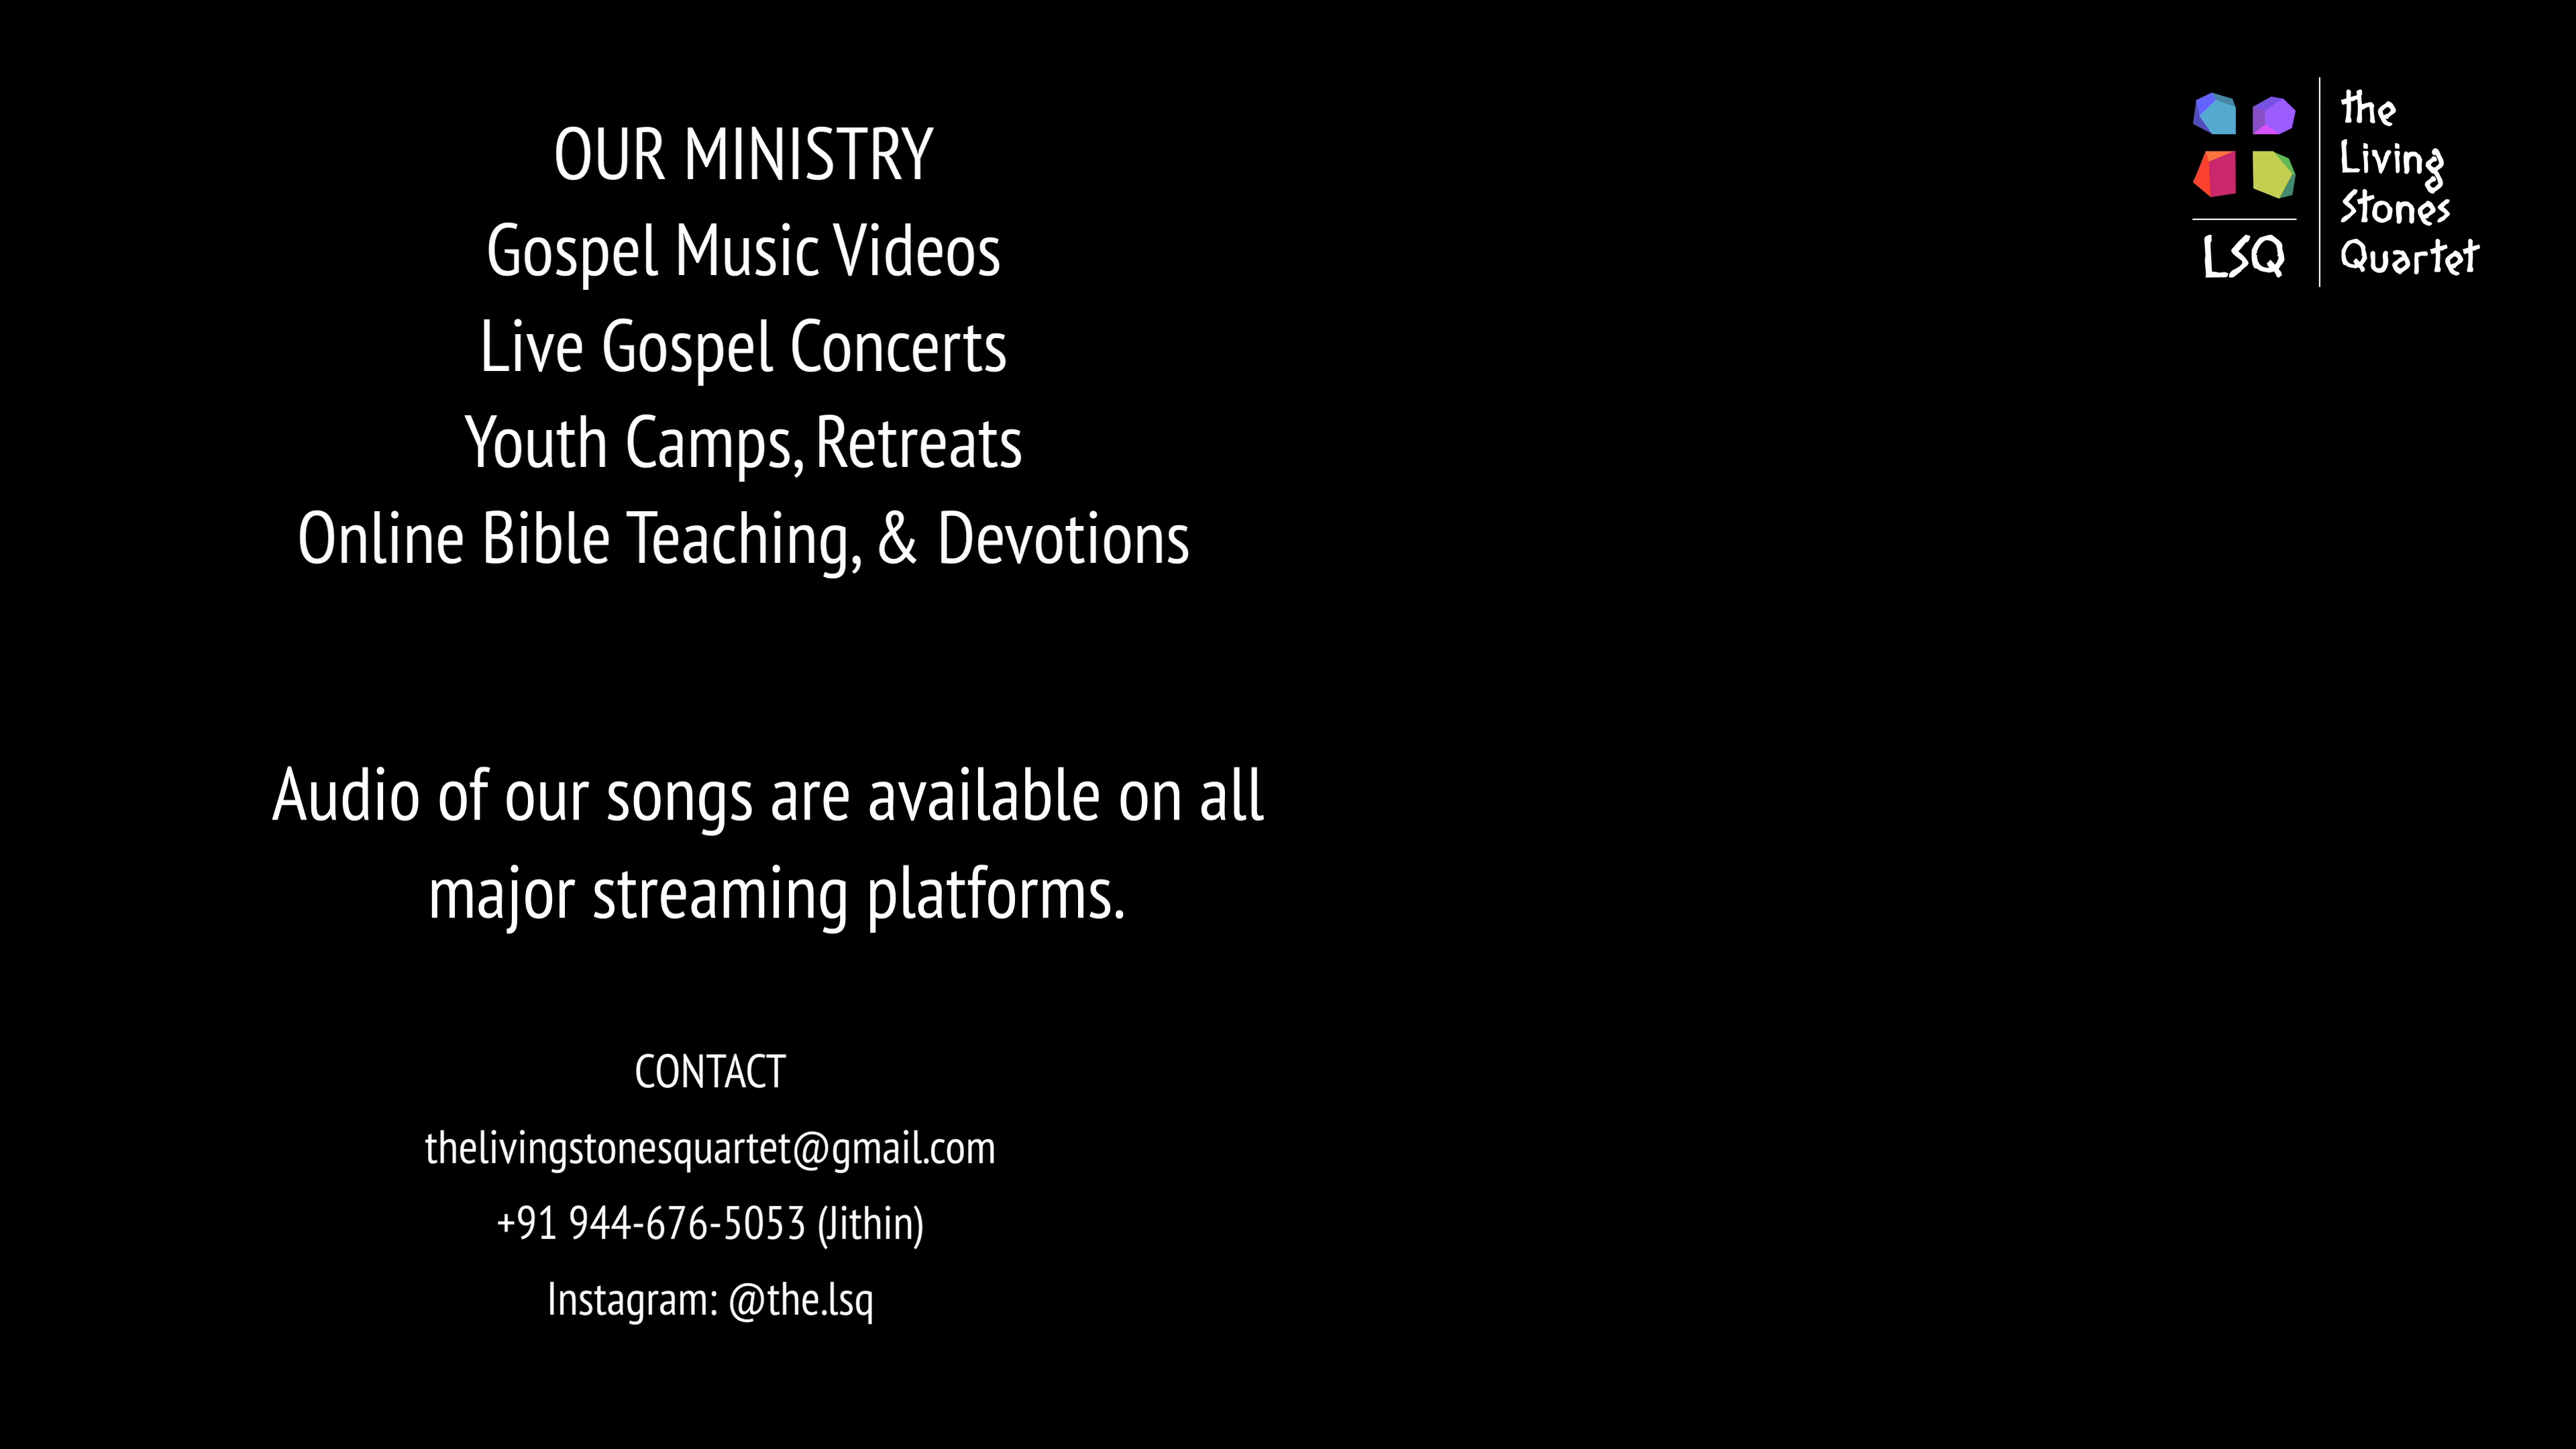 OUR MINISTRY
Gospel Music Videos
Live Gospel Concerts
Youth Camps, Retreats
Online Bible Teaching, & Devotions
Audio of our songs are available on all
major streaming platforms.
CONTACT
thelivingstonesquartet@gmail.com
+91 944-676-5053 (Jithin)
Instagram: @the.lsq
LSQ
the
Living
Stones
Quartet